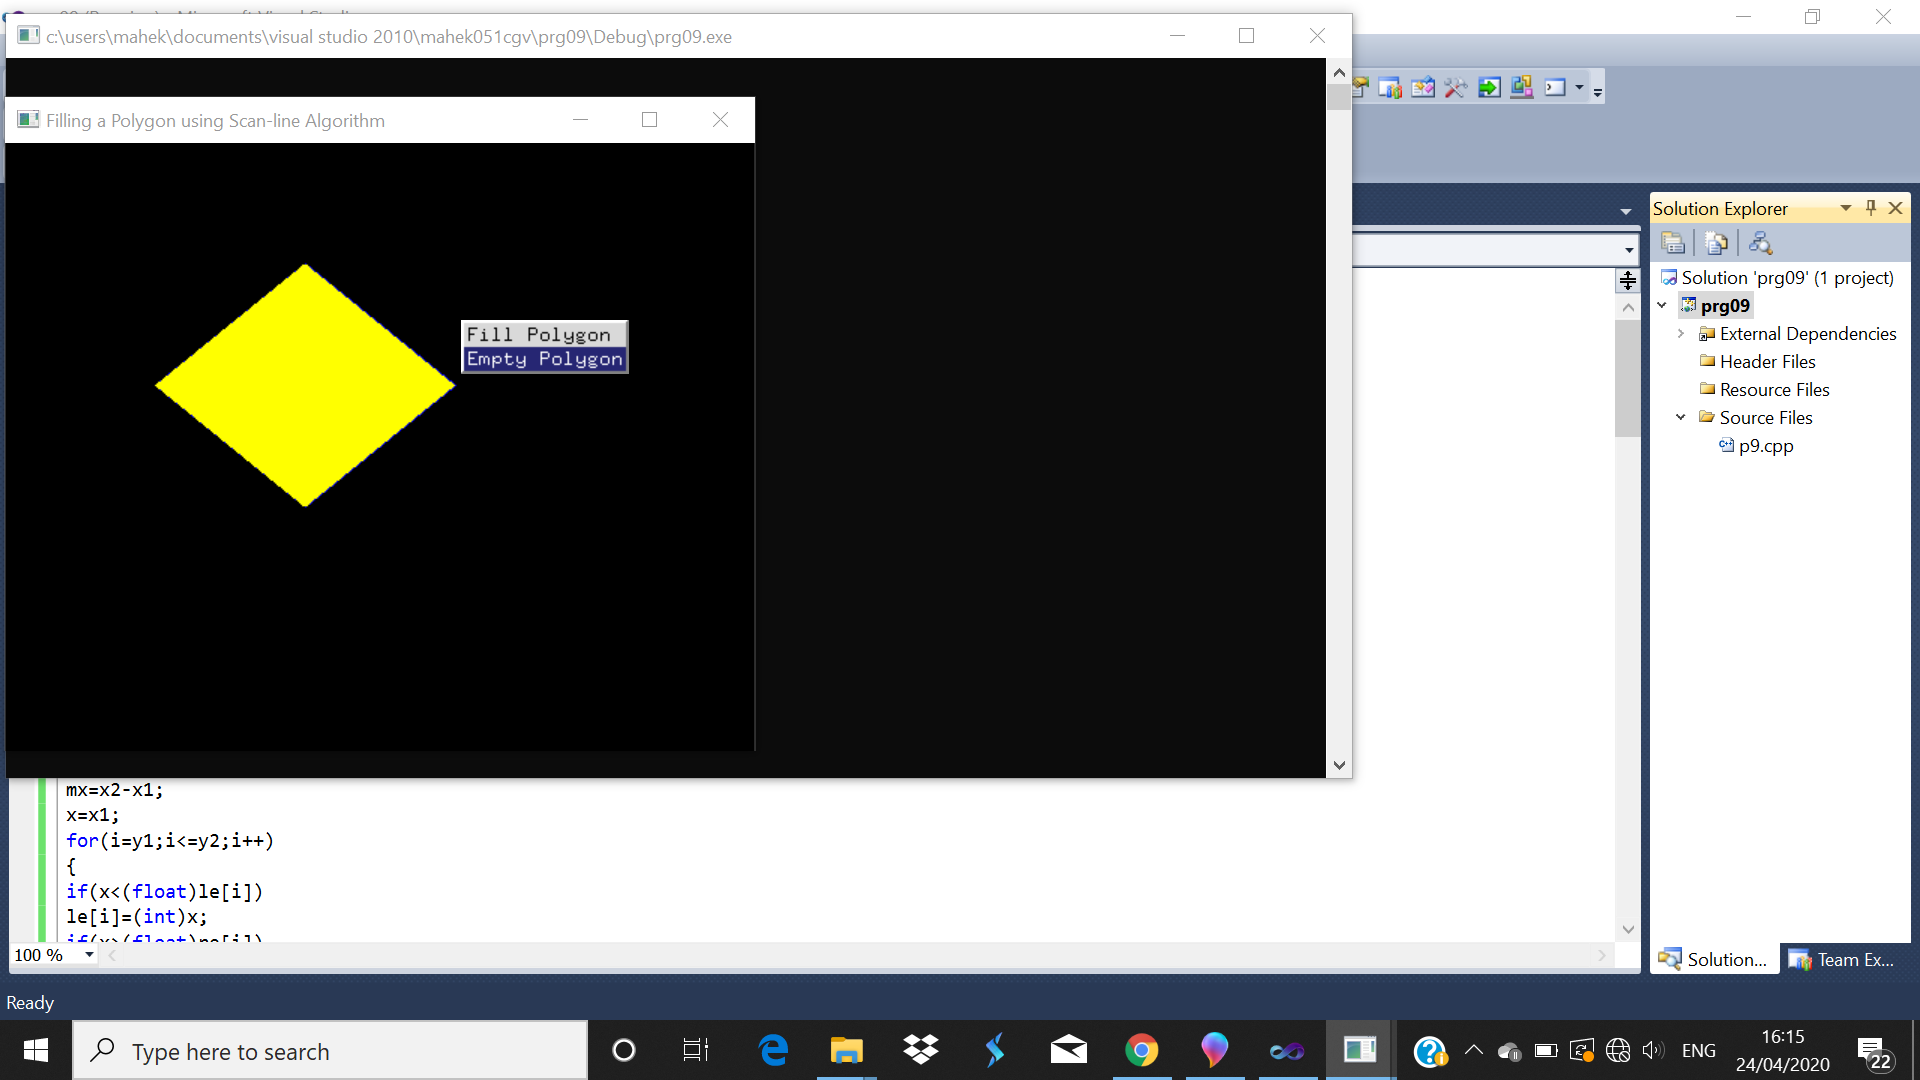 c:\users\mahek\documents\visual studio 2010\mahek051cgv\prg09\Debug\prg09.exe
Filling a Polygon using Scan-line Algorithm
Fill Polygon
Empty Polygon
Solution Explorer
Solution 'prg09' (1 project)
prg09
External Dependencies
Header Files
Resource Files
Source Files
p9.cpp
mx=x2-x1;
x=x1;
for(i=y1;i<=y2;i++)
{
if(x<(float)le[i])
le[i]=(int)x;
100 %
Solution...
Team Ex...
Ready
Type here to search
ENG
16:15
24/04/2020
22